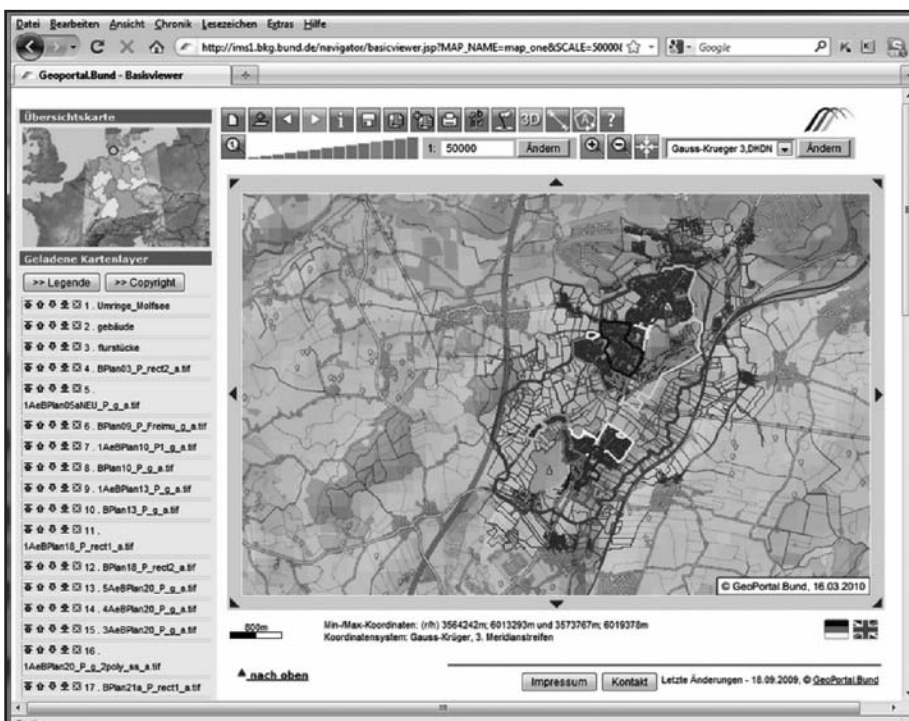 Datei Bearbeiten Ansicht Chronik Lesezeichen Extras Hilfe
http://ims1.bkg.bund.de/navigator/basicviewer.jsp?MAP_NAME=map_one&SCALE=50000
Google
GeoportalBund - Basisviewer
Übersichtskarte
3D
?
1: 50000 Ändern
Gauss-Krueger 3,DHDN Ändern
Geladene Kartenlayer
>> Legende >> Copyright
1 . Umringe_Molfsee
2 . gebäude
3 . flurstücke
4 . BPlan03_P_rect2_a.tif
5 .
1AeBPlan05aNEU_P_g_a.tif
6 . BPlan09_P_Freimu_g_a.tif
7 . 1AeBPlan10_P1_g_a.tif
8 . BPlan10_P_g_a.tif
9 . 1AeBPlan13_P_g_a.tif
10 . BPlan13_P_g_a.tif
11 .
1AeBPlan18_P_rect1_a.tif
12 . BPlan18_P_rect2_a.tif
13 . 5AeBPlan20_P_g_a.tif
14 . 4AeBPlan20_P_g_a.tif
15 . 3AeBPlan20_P_g_a.tif
16 .
1AeBPlan20_P_g_2poly_ss_a.tif
17 . BPlan21a_P_rect1_a.tif
© GeoPortal.Bund, 16.03.2010
800m
Min-/Max-Koordinaten: (r/h) 3564242m; 6013293m und 3573767m; 6019378m
Koordinatensystem: Gauss-Krüger, 3. Meridianstreifen
nach oben
Impressum Kontakt Letzte Änderungen - 18.09.2009, © GeoPortal.Bund